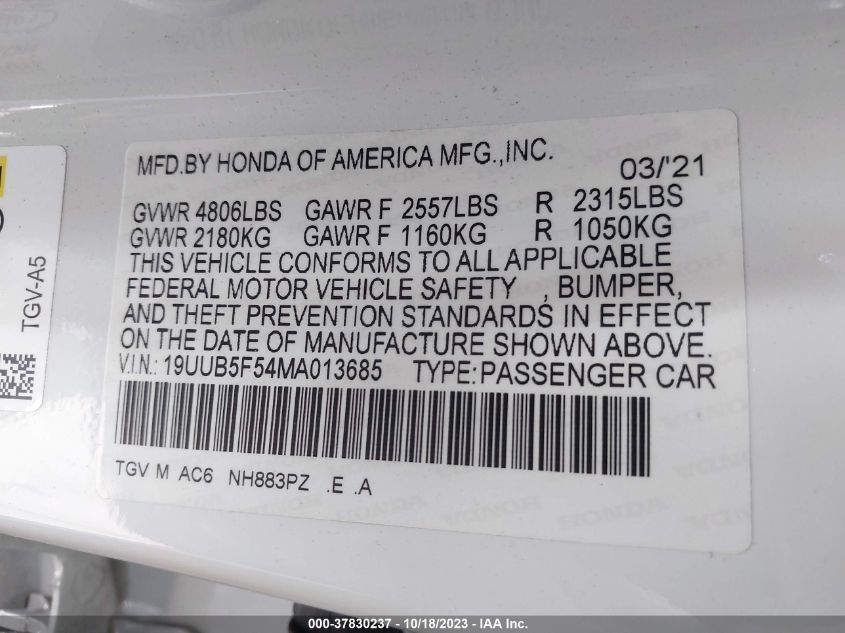 MFD.BY HONDA OF AMERICA MFG.,INC. 03/'21
GVWR 4806LBS GAWR F 2557LBS R 2315LBS
GVWR 2180KG GAWR F 1160KG R 1050KG
THIS VEHICLE CONFORMS TO ALL APPLICABLE
FEDERAL MOTOR VEHICLE SAFETY , BUMPER,
AND THEFT PREVENTION STANDARDS IN EFFECT
ON THE DATE OF MANUFACTURE SHOWN ABOVE.
V.I.N.: 19UUB5F54MA013685 TYPE:PASSENGER CAR
TGV M AC6 NH883PZ .E .A
TGV-A5
HONDA HONDA
000-37830237 - 10/18/2023 - IAA Inc.